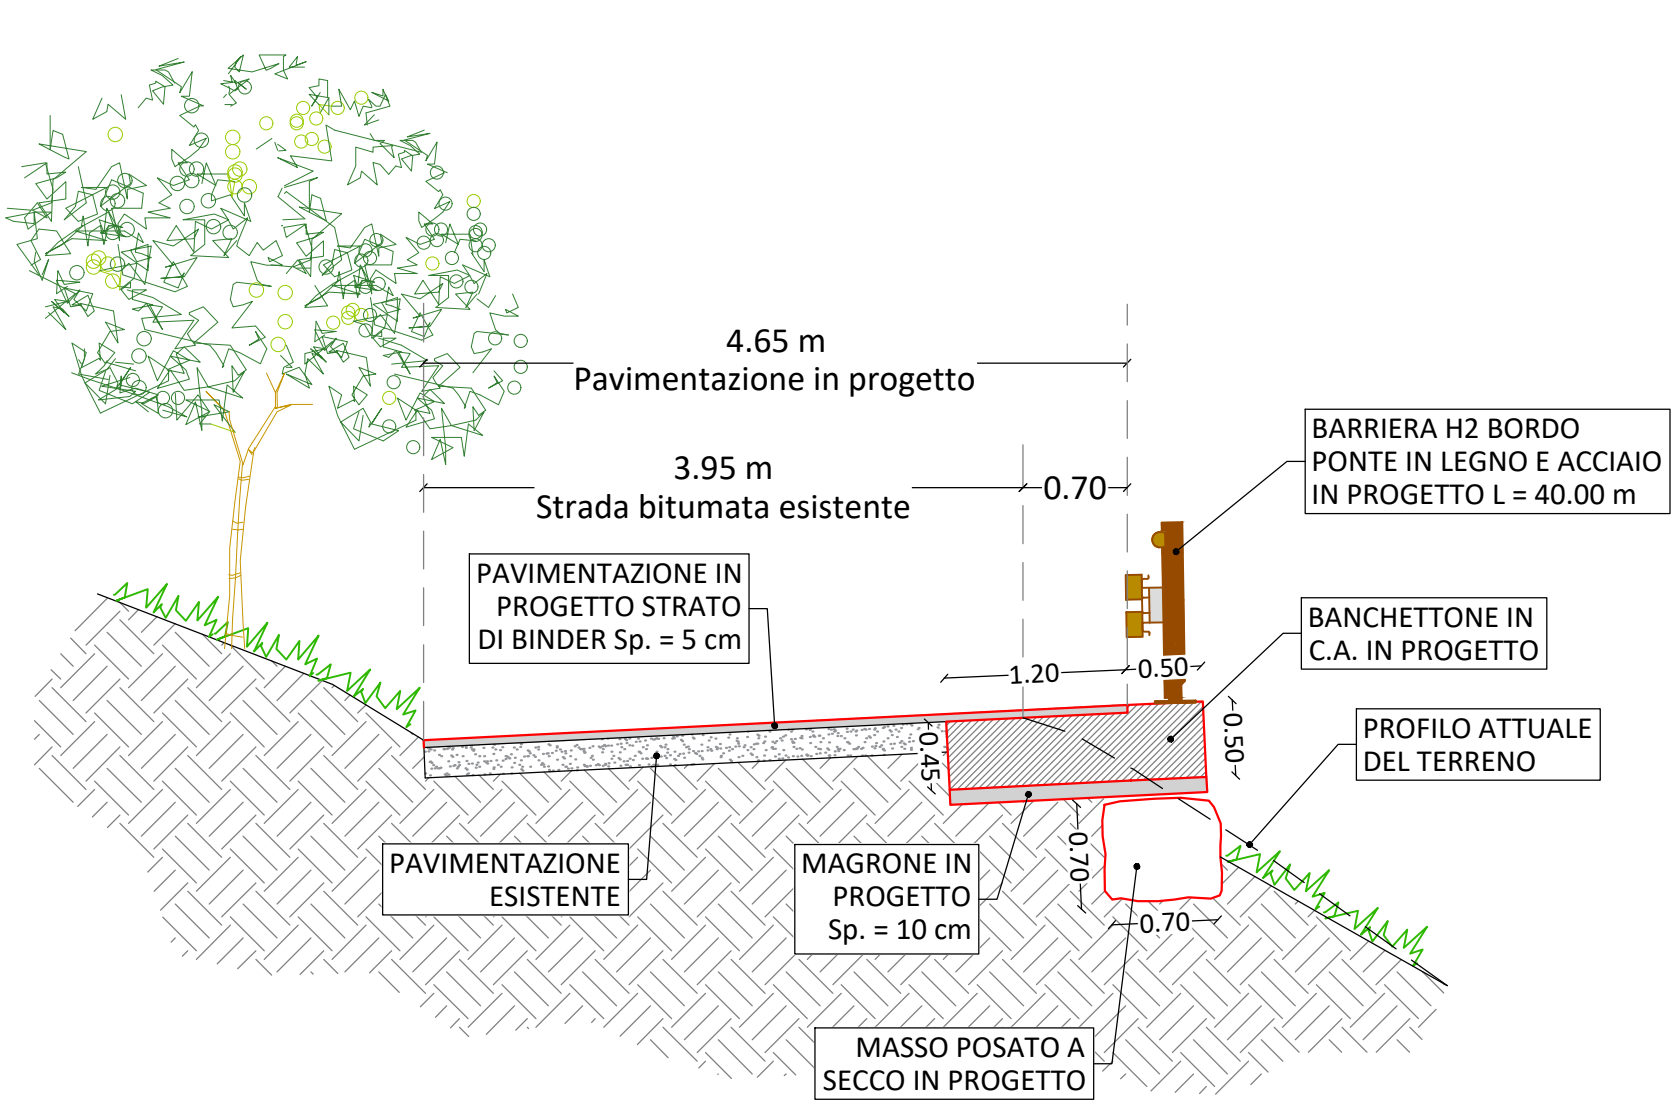 4.65 m
Pavimentazione in progetto
3.95 m
Strada bitumata esistente
0.70
BARRIERA H2 BORDO
PONTE IN LEGNO E ACCIAIO
IN PROGETTO L = 40.00 m
PAVIMENTAZIONE IN
PROGETTO STRATO
DI BINDER Sp. = 5 cm
BANCHETTONE IN
C.A. IN PROGETTO
1.20
0.50
PROFILO ATTUALE
DEL TERRENO
0.45
0.50
PAVIMENTAZIONE
ESISTENTE
MAGRONE IN
PROGETTO
Sp. = 10 cm
0.70
0.70
MASSO POSATO A
SECCO IN PROGETTO